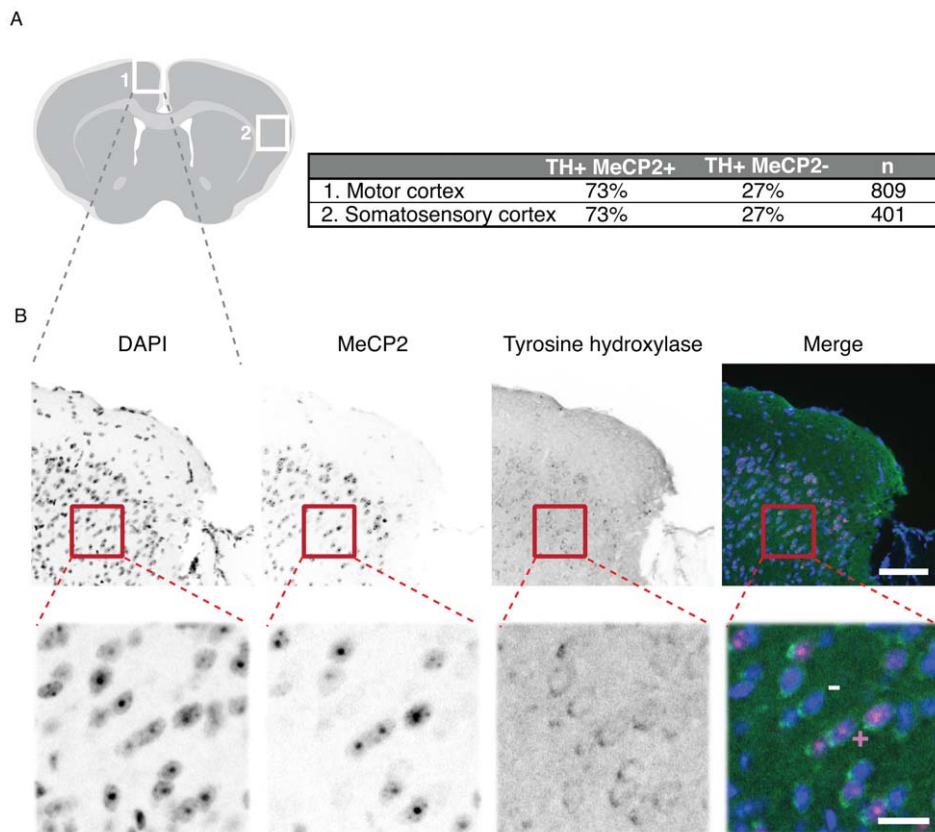 A
1
2
TH+ MeCP2+ TH+ MeCP2- n
1. Motor cortex 73% 27% 809
2. Somatosensory cortex 73% 27% 401
B
DAPI MeCP2 Tyrosine hydroxylase Merge
-
+